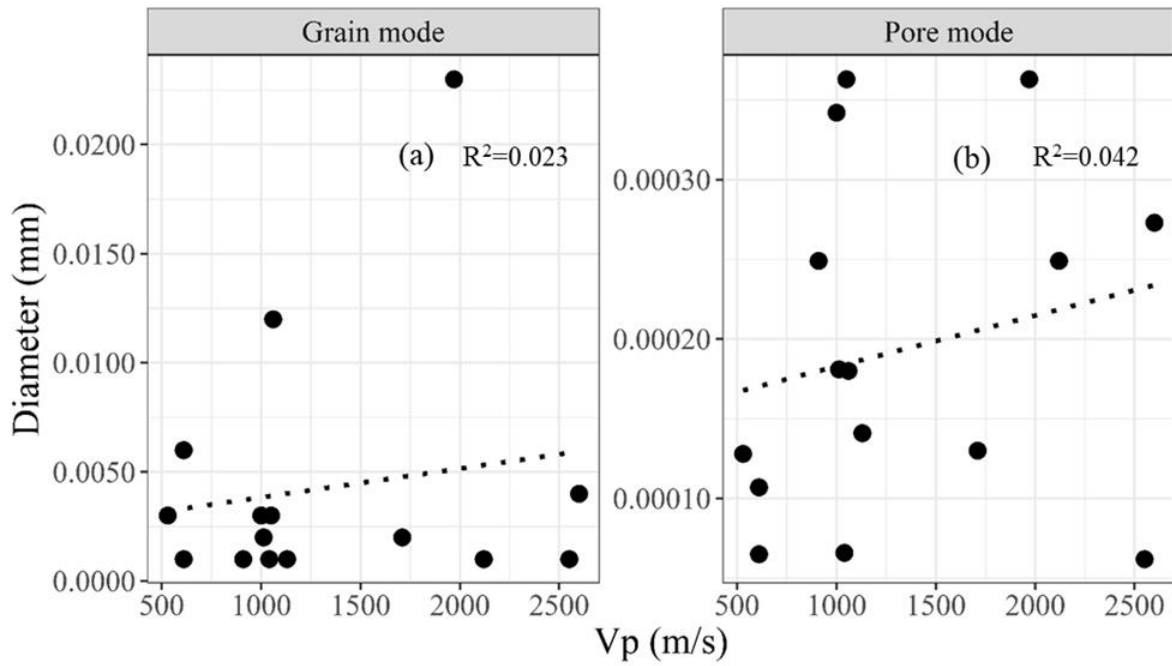 Grain mode
Pore mode
Diameter (mm)
0.0200
0.0150
0.0100
0.0050
0.0000
(a) R²=0.023
500 1000 1500 2000 2500
0.00030
0.00020
0.00010
(b) R²=0.042
500 1000 1500 2000 2500
Vp (m/s)